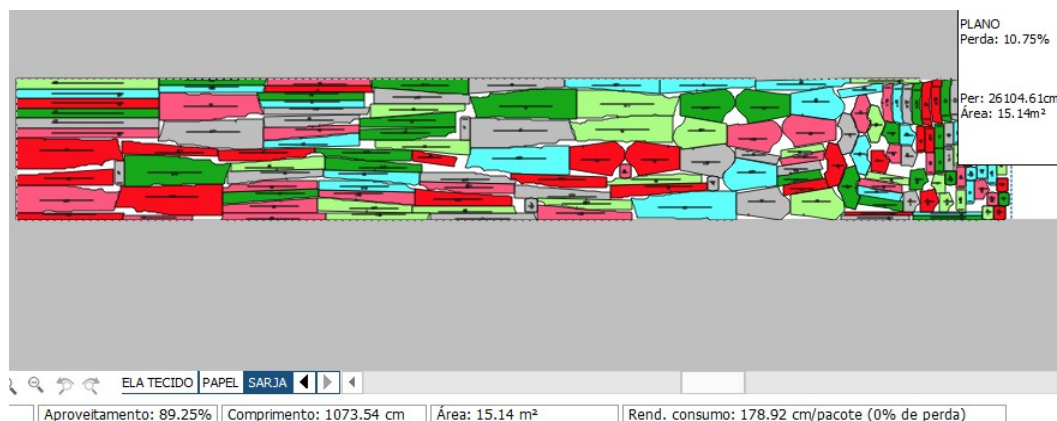 PLANO
Perda: 10.75%
Per: 26104.61cm
Área: 15.14m²
ELA TECIDO PAPEL SARJA
Aproveitamento: 89.25% Comprimento: 1073.54 cm Área: 15.14 m² Rend. consumo: 178.92 cm/pacote (0% de perda)